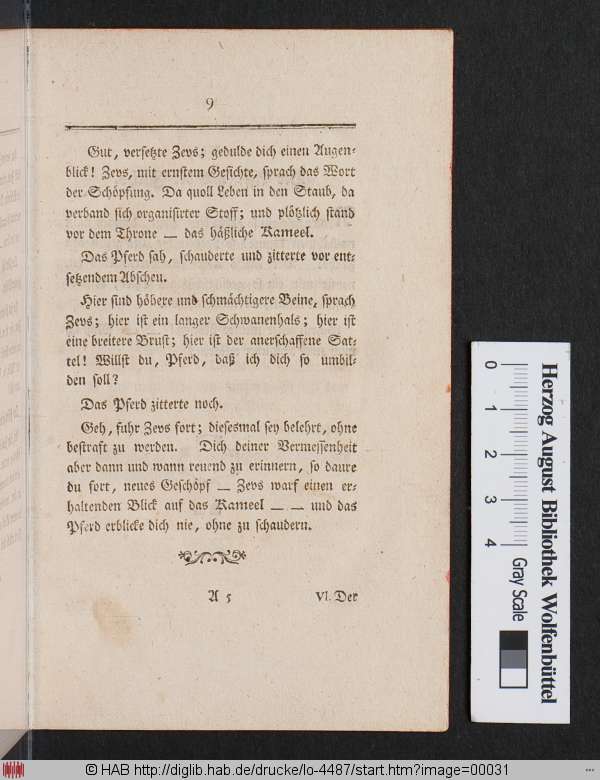 9
Gut, versetzte Zevs; gedulde dich einen Augen-
blick! Zevs, mit ernstem Gesichte, sprach das Wort
der Schöpfung. Da quoll Leben in den Staub, da
verband sich organisirter Stoff; und plötzlich stand
vor dem Throne — das häßliche Kameel.
Das Pferd sah, schauderte und zitterte vor ent-
setzendem Abscheu.
Hier sind höhere und schmächtigere Beine, sprach
Zevs; hier ist ein langer Schwanenhals; hier ist
eine breitere Brust; hier ist der anerschaffene Sat-
tel! Willst du, Pferd, daß ich dich so umbil-
den soll?
Das Pferd zitterte noch.
Geh, fuhr Zevs fort; diesesmal sey belehrt, ohne
bestraft zu werden. Dich deiner Vermessenheit
aber dann und wann reuend zu erinnern, so daure
du fort, neues Geschöpf — Zevs warf einen er-
haltenden Blick auf das Kameel — — und das
Pferd erblicke dich nie, ohne zu schaudern.
A 5 VI. Der
Herzog August Bibliothek Wolfenbüttel
0 1 2 3 4 Gray Scale
© HAB http://diglib.hab.de/drucke/lo-4487/start.htm?image=00031